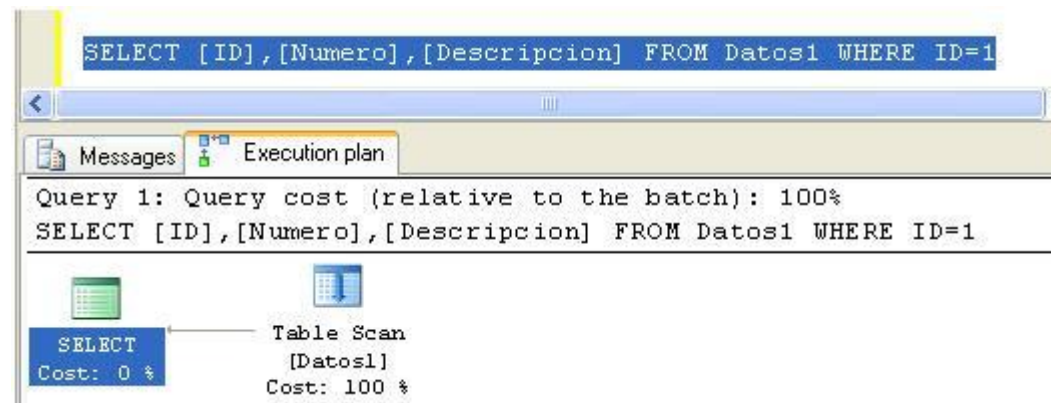 SELECT [ID],[Numero],[Descripcion] FROM Datos1 WHERE ID=1
Messages
Execution plan
Query 1: Query cost (relative to the batch): 100%
SELECT [ID],[Numero],[Descripcion] FROM Datos1 WHERE ID=1
SELECT
Cost: 0 %
Table Scan
[Datos1]
Cost: 100 %